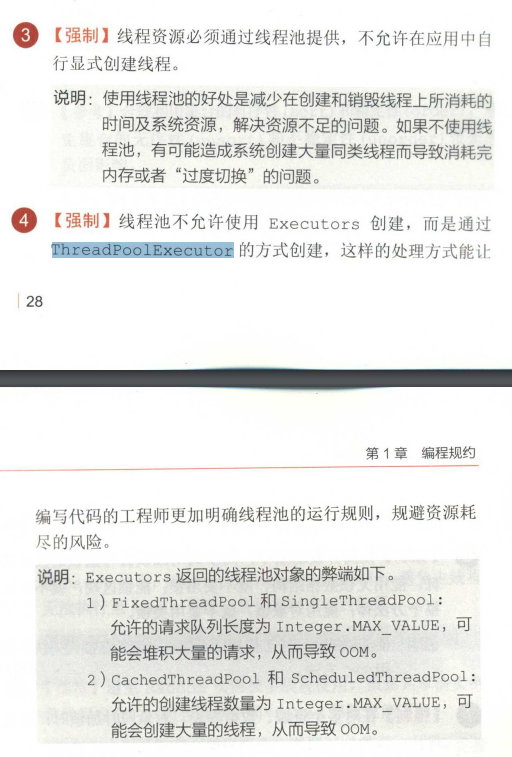 3 【强制】线程资源必须通过线程池提供，不允许在应用中自
行显式创建线程。
说明：使用线程池的好处是减少在创建和销毁线程上所消耗的
时间及系统资源，解决资源不足的问题。如果不使用线
程池，有可能造成系统创建大量同类线程而导致消耗完
内存或者“过度切换”的问题。
4 【强制】线程池不允许使用 Executors 创建，而是通过
ThreadPoolExecutor 的方式创建，这样的处理方式能让
28
第 1 章 编程规约
编写代码的工程师更加明确线程池的运行规则，规避资源耗
尽的风险。
说明：Executors 返回的线程池对象的弊端如下。
1）FixedThreadPool 和 SingleThreadPool：
允许的请求队列长度为 Integer.MAX_VALUE，可
能会堆积大量的请求，从而导致 OOM。
2）CachedThreadPool 和 ScheduledThreadPool：
允许的创建线程数量为 Integer.MAX_VALUE，可
能会创建大量的线程，从而导致 OOM。